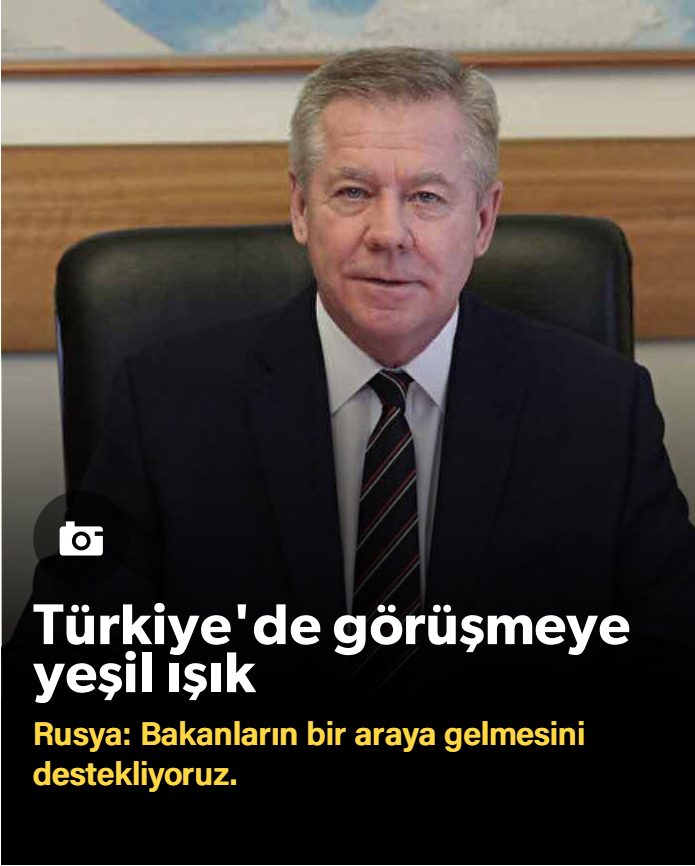 Türkiye'de görüşmeye
yeşil ışık
Rusya: Bakanların bir araya gelmesini
destekliyoruz.